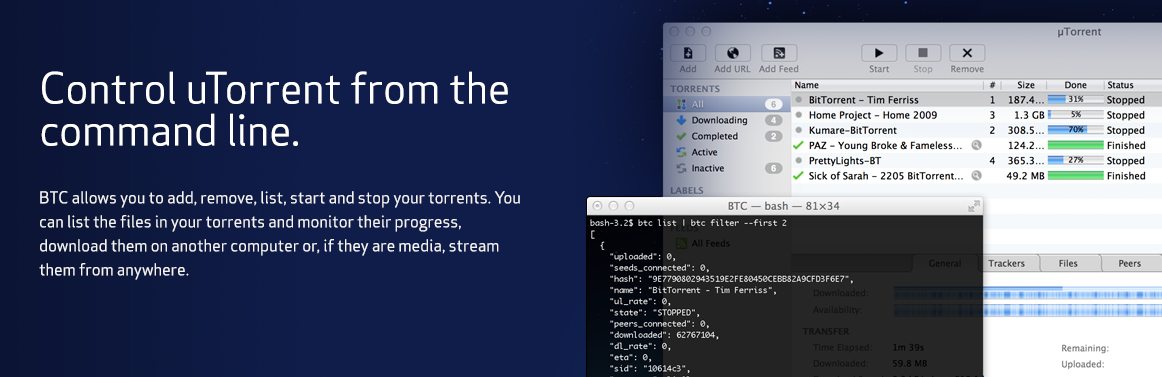 Control uTorrent from the
command line.
BTC allows you to add, remove, list, start and stop your torrents. You
can list the files in your torrents and monitor their progress,
download them on another computer or, if they are media, stream
them from anywhere.
µTorrent
Add Add URL Add Feed Start Stop Remove
TORRENTS
All 6
Downloading 4
Completed 2
Active
Inactive 6
LABELS
All Feeds
Name # Size Done Status
BitTorrent – Tim Ferriss 1 187.4... 31% Stopped
Home Project – Home 2009 3 1.3 GB 5% Stopped
Kumare-BitTorrent 2 308.5... 70% Stopped
PAZ – Young Broke & Fameless... 124.2... Finished
PrettyLights-BT 4 365.3... 27% Stopped
Sick of Sarah – 2205 BitTorrent... 49.2 MB Finished
General Trackers Files Peers
Downloaded:
Availability:
TRANSFER
Time Elapsed: 1m 39s Remaining:
Downloaded: 59.8 MB Uploaded:
BTC — bash — 81×34
bash-3.2$ btc list | btc filter --first 2
[
{
"uploaded": 0,
"seeds_connected": 0,
"hash": "9E7790802943519E2FE80450CEBB82A9CFD3F6E7",
"name": "BitTorrent - Tim Ferriss",
"ul_rate": 0,
"state": "STOPPED",
"peers_connected": 0,
"downloaded": 62767104,
"dl_rate": 0,
"eta": 0,
"sid": "10614c3",